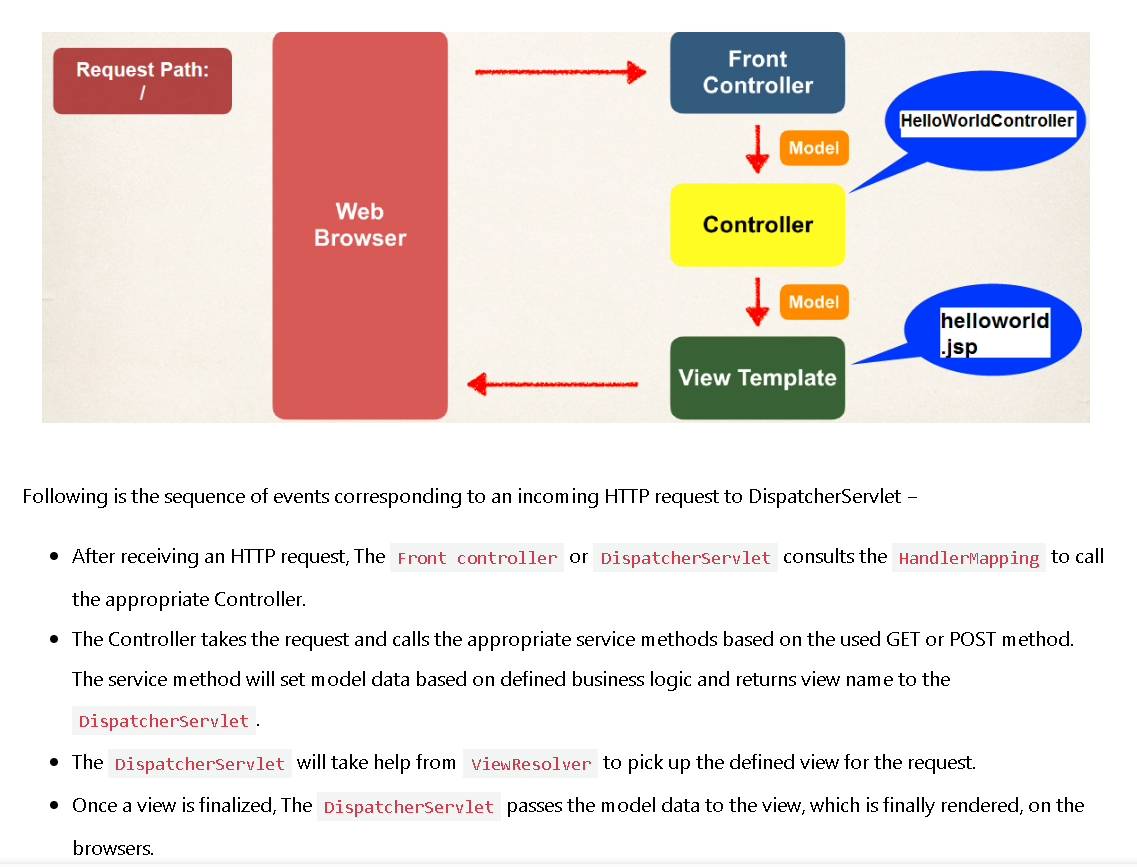 Request Path:
/
Web
Browser
Front
Controller
Model
HelloWorldController
Controller
Model
helloworld
.jsp
View Template
Following is the sequence of events corresponding to an incoming HTTP request to DispatcherServlet –
• After receiving an HTTP request, The Front controller or DispatcherServlet consults the HandlerMapping to call
the appropriate Controller.
• The Controller takes the request and calls the appropriate service methods based on the used GET or POST method.
The service method will set model data based on defined business logic and returns view name to the
DispatcherServlet .
• The DispatcherServlet will take help from ViewResolver to pick up the defined view for the request.
• Once a view is finalized, The DispatcherServlet passes the model data to the view, which is finally rendered, on the
browsers.